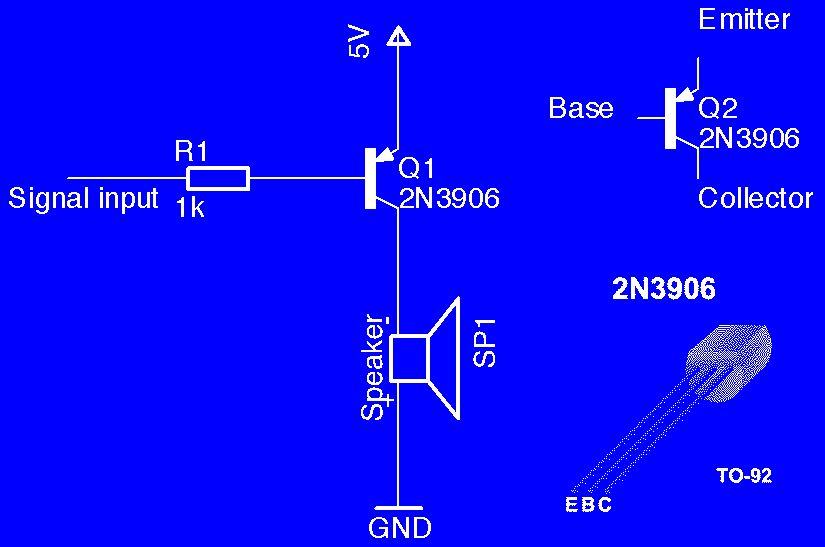 5V
R1
Signal input
1k
Q1
2N3906
Speaker
-
+
SP1
GND
Emitter
Base
Q2
2N3906
Collector
2N3906
TO-92
E B C